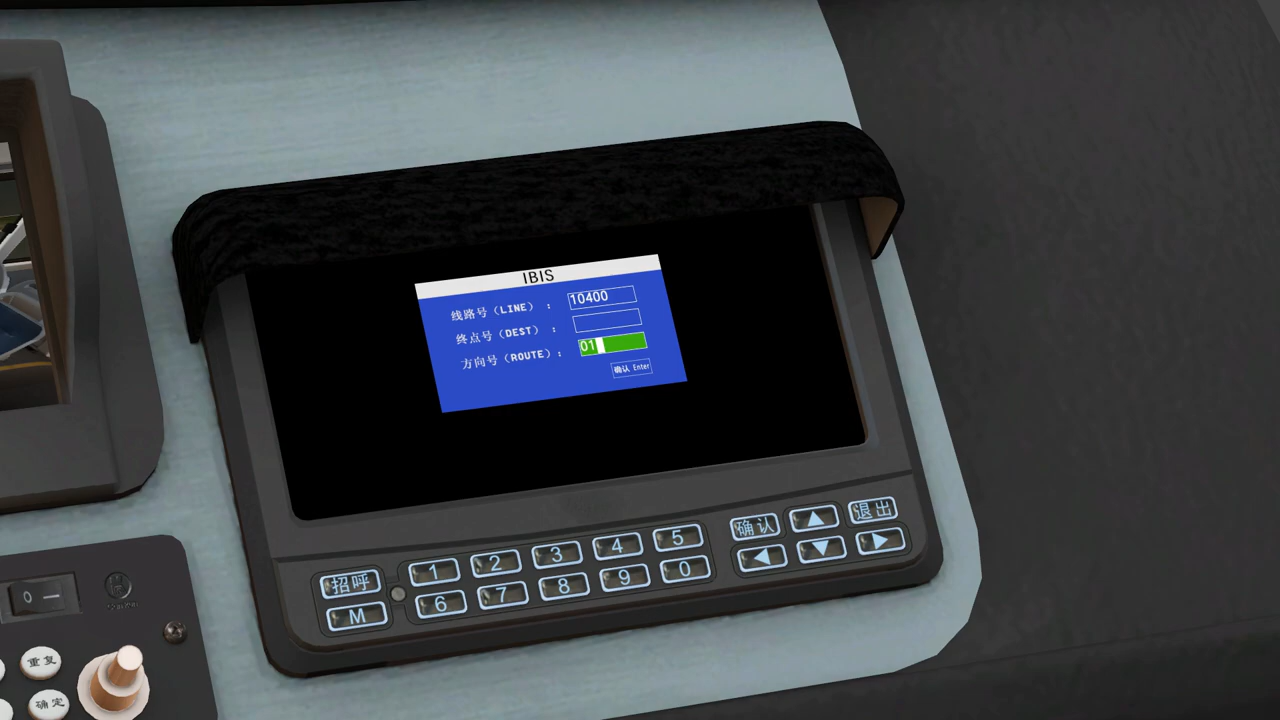 IBIS
线路号（LINE）： 10400
终点号（DEST）：
方向号（ROUTE）： 01
确认 Enter
招呼 1 2 3 4 5 确认 ▲ 退出
M 6 7 8 9 0 ◀ ▼ ▶
0 —
重复
确定